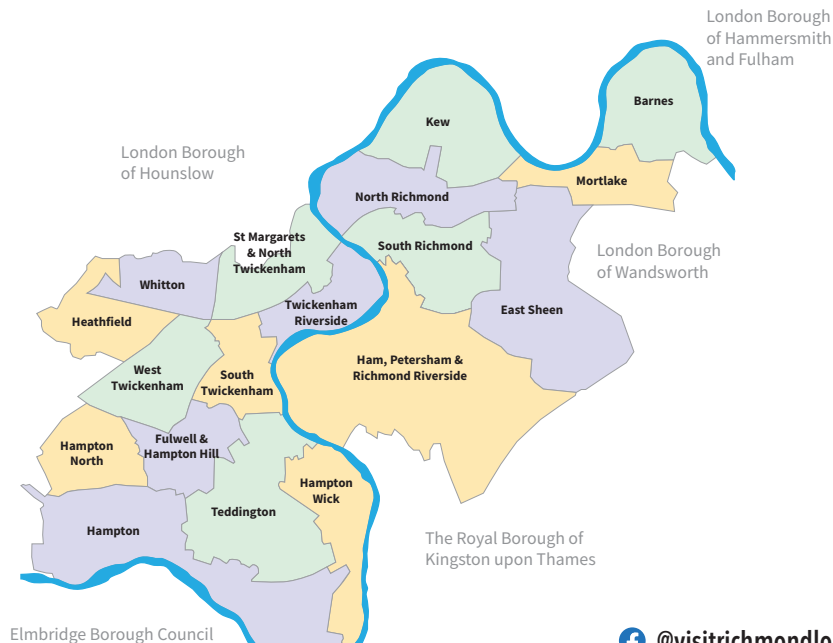 London Borough
of Hammersmith
and Fulham
Barnes
Kew
London Borough
of Hounslow
Mortlake
North Richmond
St Margarets
& North
Twickenham
South Richmond
London Borough
of Wandsworth
Whitton
Twickenham
Riverside
East Sheen
Heathfield
West
Twickenham
South
Twickenham
Ham, Petersham &
Richmond Riverside
Hampton
North
Fulwell &
Hampton Hill
Hampton
Wick
Teddington
Hampton
The Royal Borough of
Kingston upon Thames
Elmbridge Borough Council